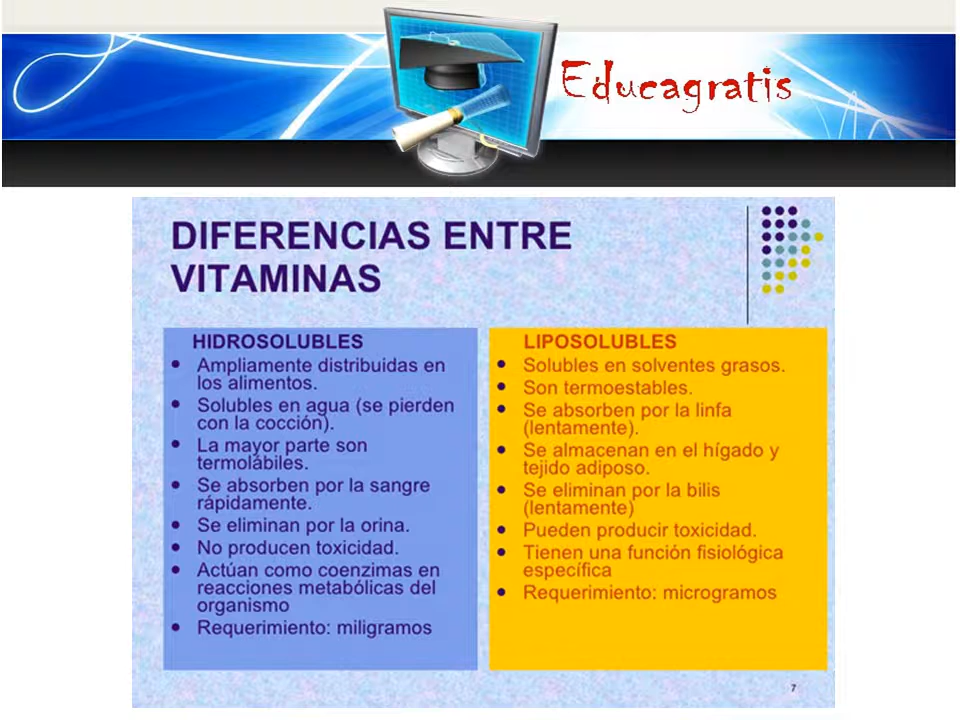 Educagratis
DIFERENCIAS ENTRE
VITAMINAS
HIDROSOLUBLES
Ampliamente distribuidas en
los alimentos.
Solubles en agua (se pierden
con la cocción).
La mayor parte son
termolábiles.
Se absorben por la sangre
rápidamente.
Se eliminan por la orina.
No producen toxicidad.
Actúan como coenzimas en
reacciones metabólicas del
organismo
Requerimiento: miligramos
LIPOSOLUBLES
Solubles en solventes grasos.
Son termoestables.
Se absorben por la linfa
(lentamente).
Se almacenan en el hígado y
tejido adiposo.
Se eliminan por la bilis
(lentamente)
Pueden producir toxicidad.
Tienen una función fisiológica
específica
Requerimiento: microgramos
7